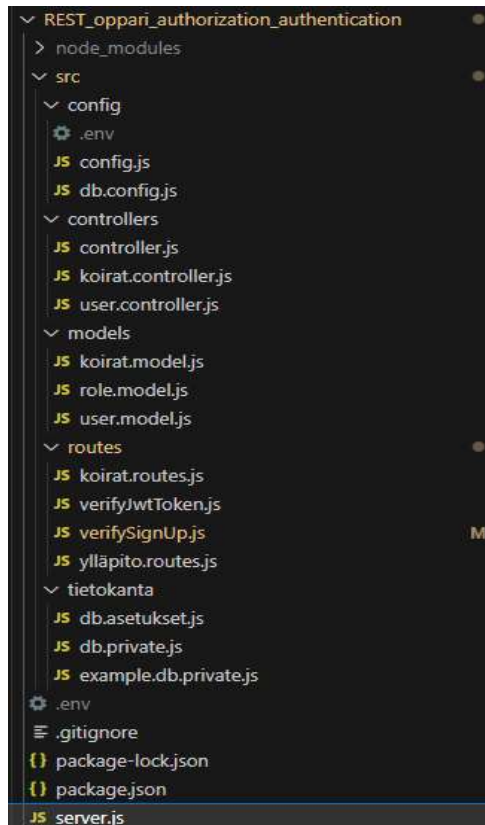 REST_oppari_authorization_authentication
node_modules
src
config
.env
JS config.js
JS db.config.js
controllers
JS controller.js
JS koirat.controller.js
JS user.controller.js
models
JS koirat.model.js
JS role.model.js
JS user.model.js
routes
JS koirat.routes.js
JS verifyJwtToken.js
JS verifySignUp.js M
JS ylläpito.routes.js
tietokanta
JS db.asetukset.js
JS db.private.js
JS example.db.private.js
.env
.gitignore
{} package-lock.json
{} package.json
JS server.js